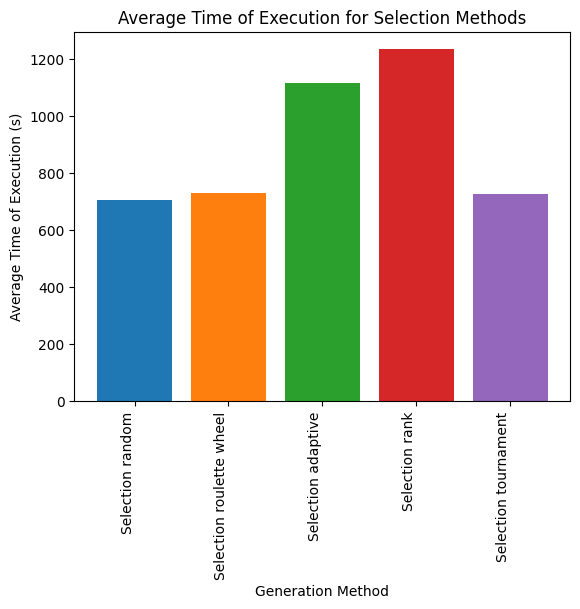 Average Time of Execution for Selection Methods
Average Time of Execution (s)
1200
1000
800
600
400
200
0
Selection random
Selection roulette wheel
Selection adaptive
Selection rank
Selection tournament
Generation Method